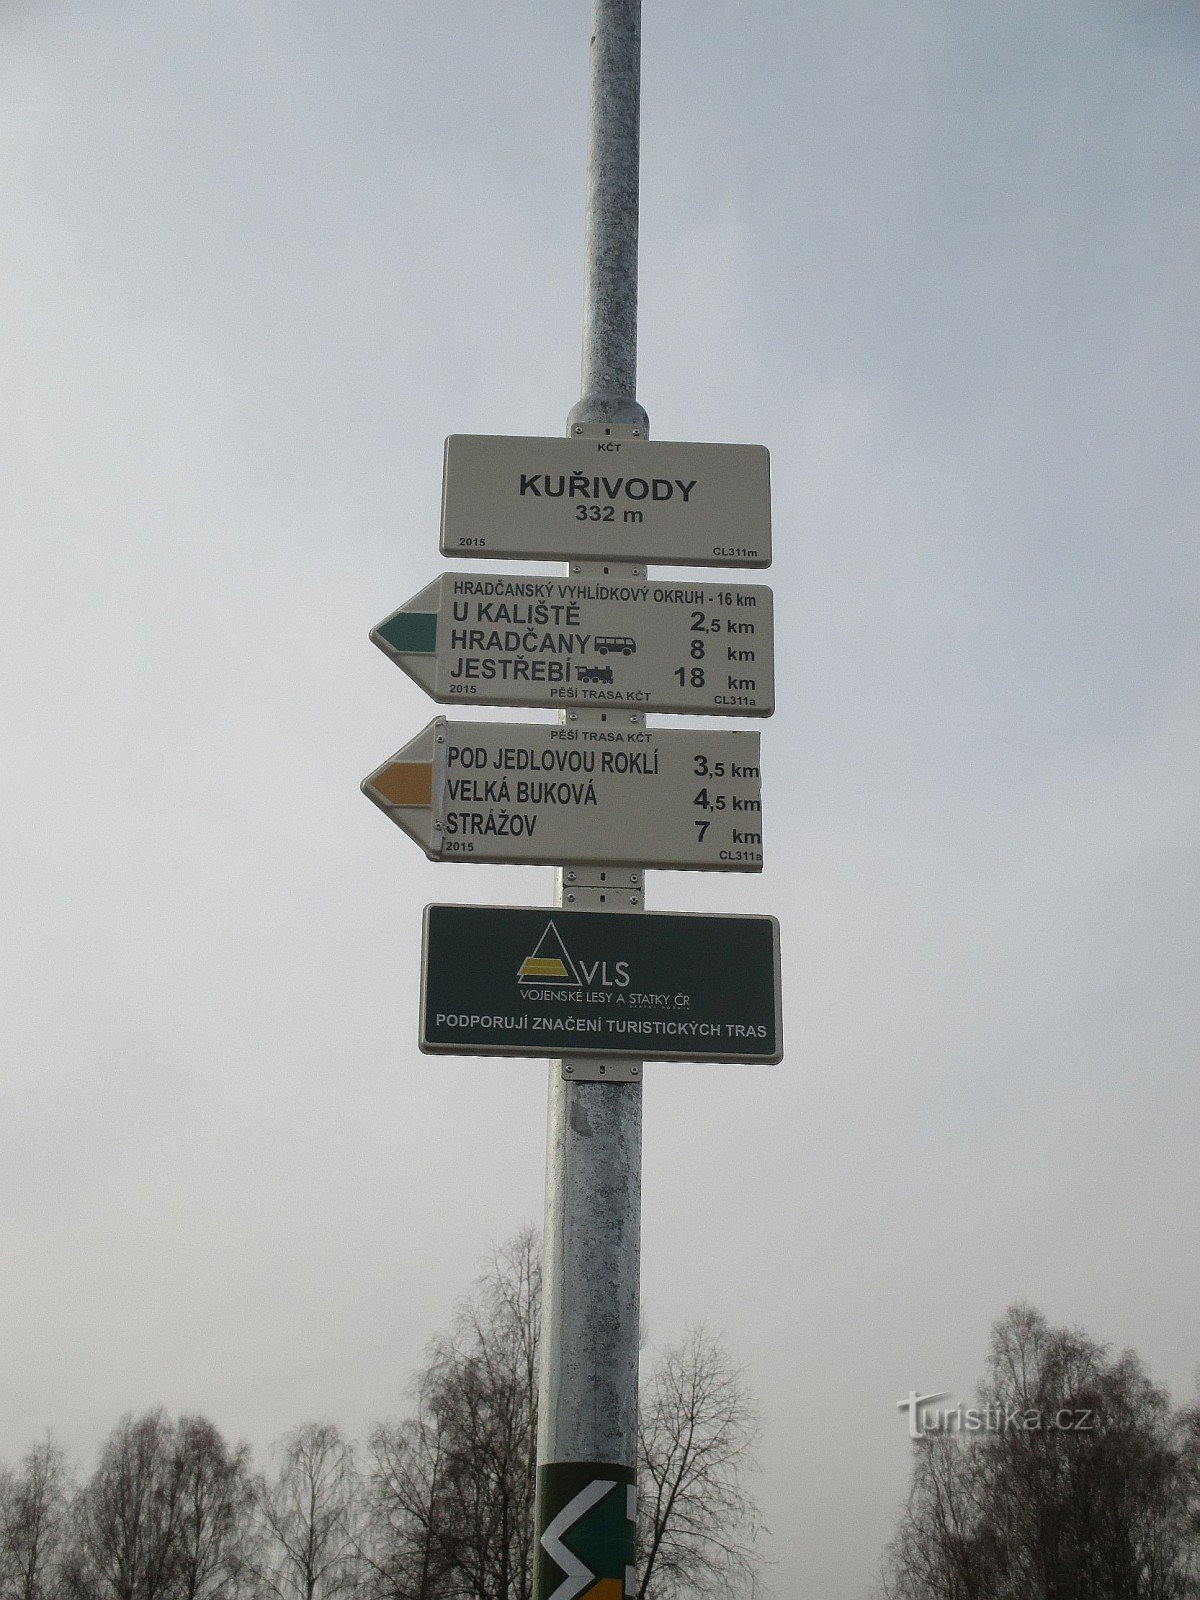 KČT
KUŘIVODY
332 m
2015 CL311m
HRADČANSKÝ VYHLÍDKOVÝ OKRUH - 16 km
U KALIŠTĚ 2,5 km
HRADČANY 8 km
JESTŘEBÍ 18 km
2015 PĚŠÍ TRASA KČT CL311a
PĚŠÍ TRASA KČT
POD JEDLOVOU ROKLÍ 3,5 km
VELKÁ BUKOVÁ 4,5 km
STRÁŽOV 7 km
2015 CL311a
VLS
VOJENSKÉ LESY A STATKY ČR
PODPORUJÍ ZNAČENÍ TURISTICKÝCH TRAS
Turistika.cz